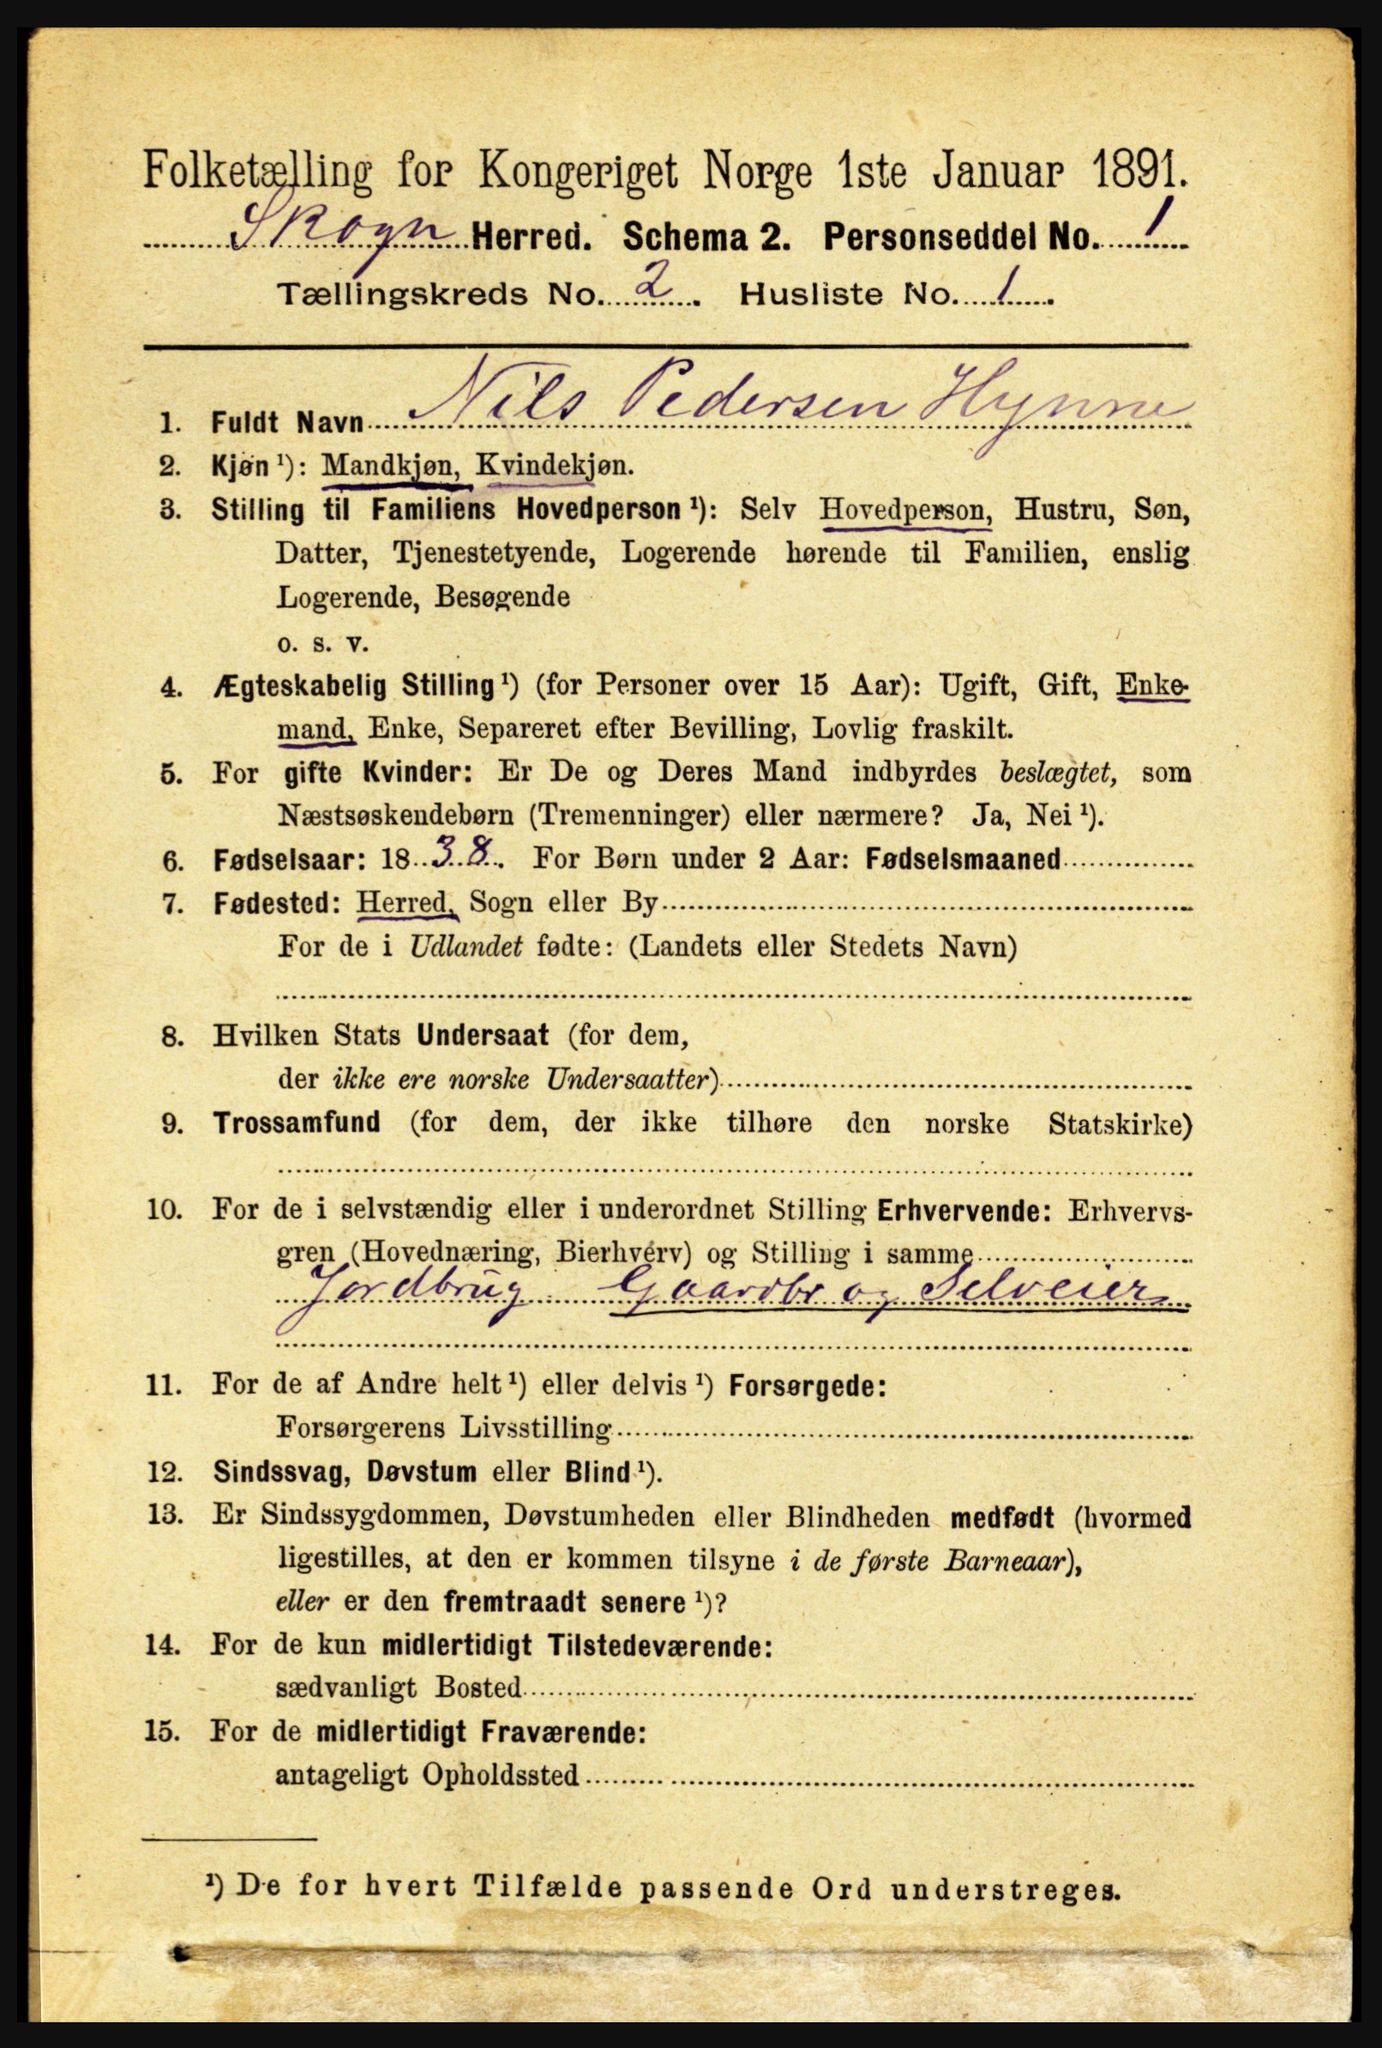 Folketælling for Kongeriget Norge 1ste Januar 1891.
Skogn Herred. Schema 2. Personseddel No. 1
Tællingskreds No. 2. Husliste No. 1.
1. Fuldt Navn Nils Pedersen Hynne
2. Kjøn ¹): Mandkjøn, Kvindekjøn.
3. Stilling til Familiens Hovedperson ¹): Selv Hovedperson, Hustru, Søn,
Datter, Tjenestetyende, Logerende hørende til Familien, enslig
Logerende, Besøgende
o. s. v.
4. Ægteskabelig Stilling ¹) (for Personer over 15 Aar): Ugift, Gift, Enke-
mand, Enke, Separeret efter Bevilling, Lovlig fraskilt.
5. For gifte Kvinder: Er De og Deres Mand indbyrdes beslægtet, som
Næstsøskendebørn (Tremenninger) eller nærmere? Ja, Nei ¹).
6. Fødselsaar: 1838. For Børn under 2 Aar: Fødselsmaaned
7. Fødested: Herred, Sogn eller By
For de i Udlandet fødte: (Landets eller Stedets Navn)
8. Hvilken Stats Undersaat (for dem,
der ikke ere norske Undersaatter)
9. Trossamfund (for dem, der ikke tilhøre den norske Statskirke)
10. For de i selvstændig eller i underordnet Stilling Erhvervende: Erhvervs-
gren (Hovednæring, Bierhverv) og Stilling i samme
Jordbrug. Gaardbr og Selveier
11. For de af Andre helt ¹) eller delvis ¹) Forsørgede:
Forsørgerens Livsstilling
12. Sindssvag, Døvstum eller Blind ¹).
13. Er Sindssygdommen, Døvstumheden eller Blindheden medfødt (hvormed
ligestilles, at den er kommen tilsyne i de første Barneaar),
eller er den fremtraadt senere ¹)?
14. For de kun midlertidigt Tilstedeværende:
sædvanligt Bosted
15. For de midlertidigt Fraværende:
antageligt Opholdssted
¹) De for hvert Tilfælde passende Ord understreges.